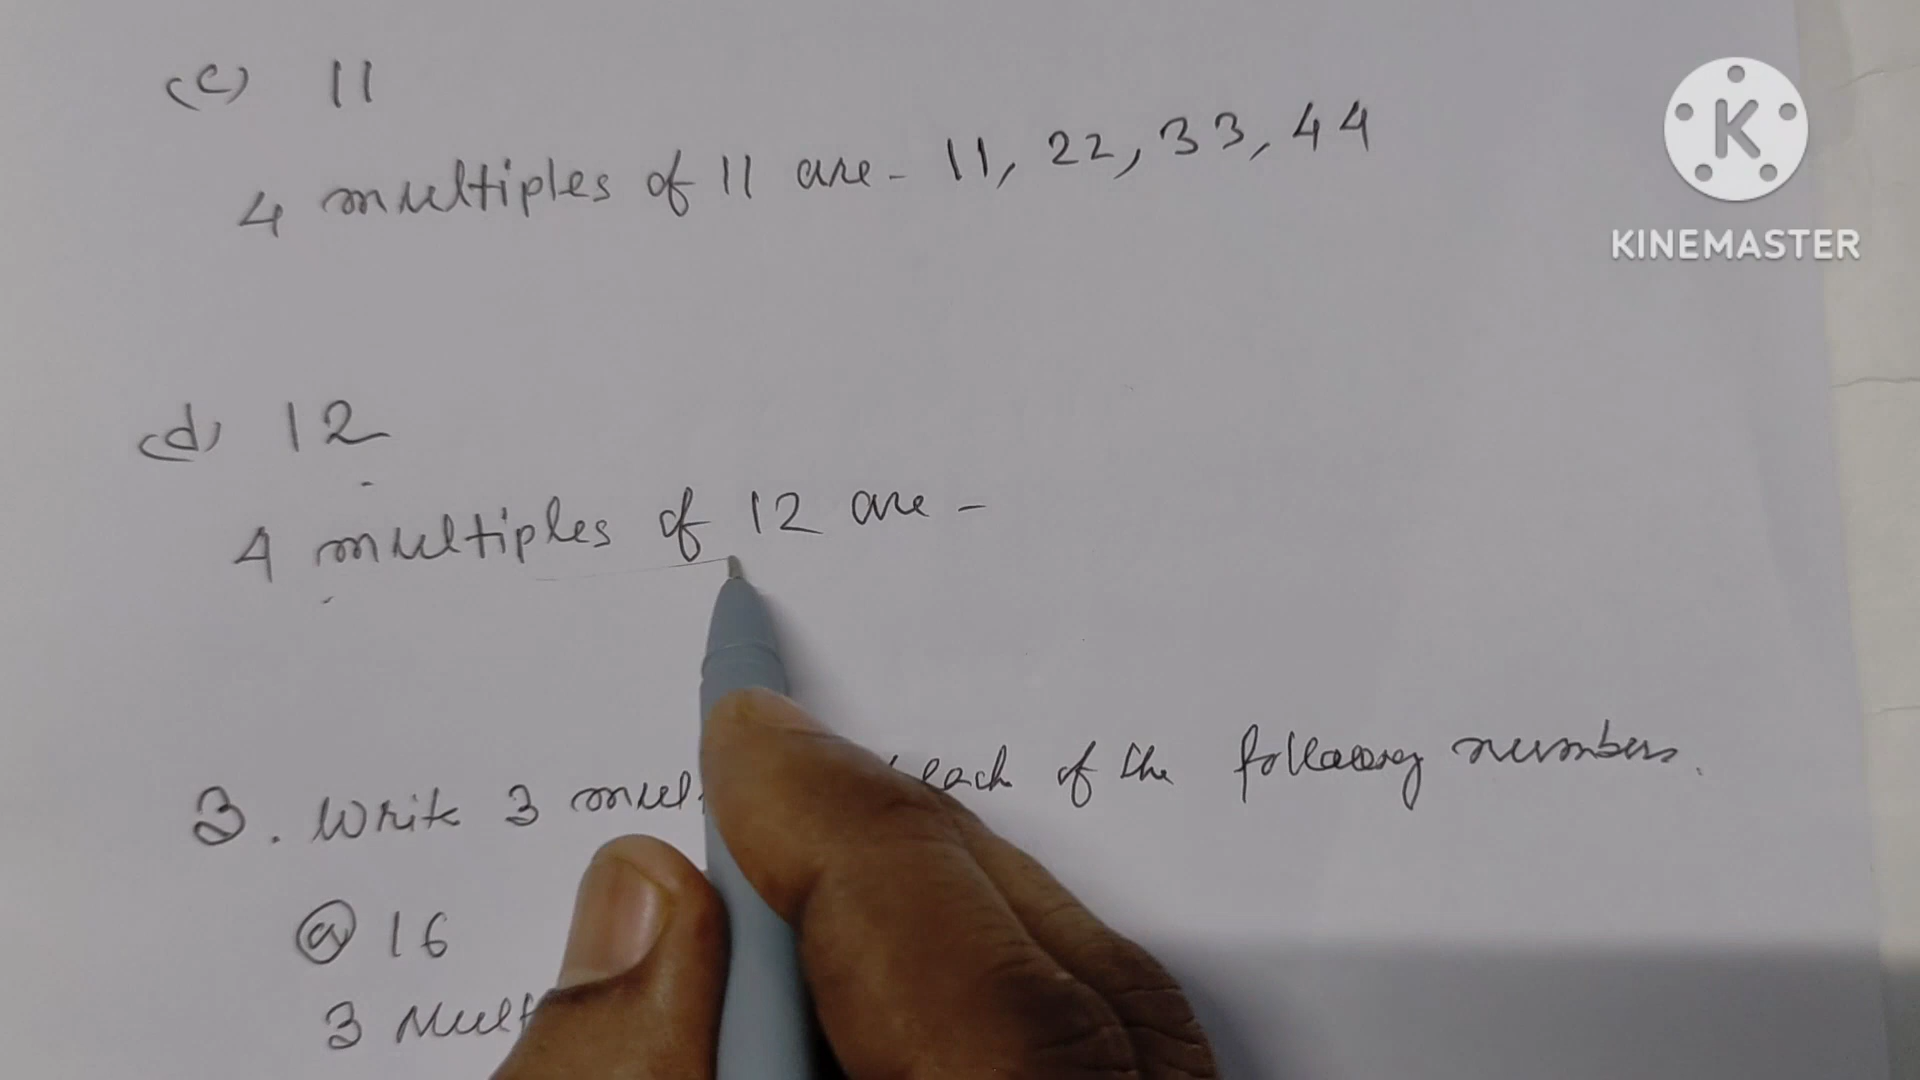 (c) 11
4 multiples of 11 are - 11, 22, 33, 44
KINEMASTER
(d) 12
4 multiples of 12 are -
3. Write 3 mul each of the following numbers.
(a) 16
3 Mult